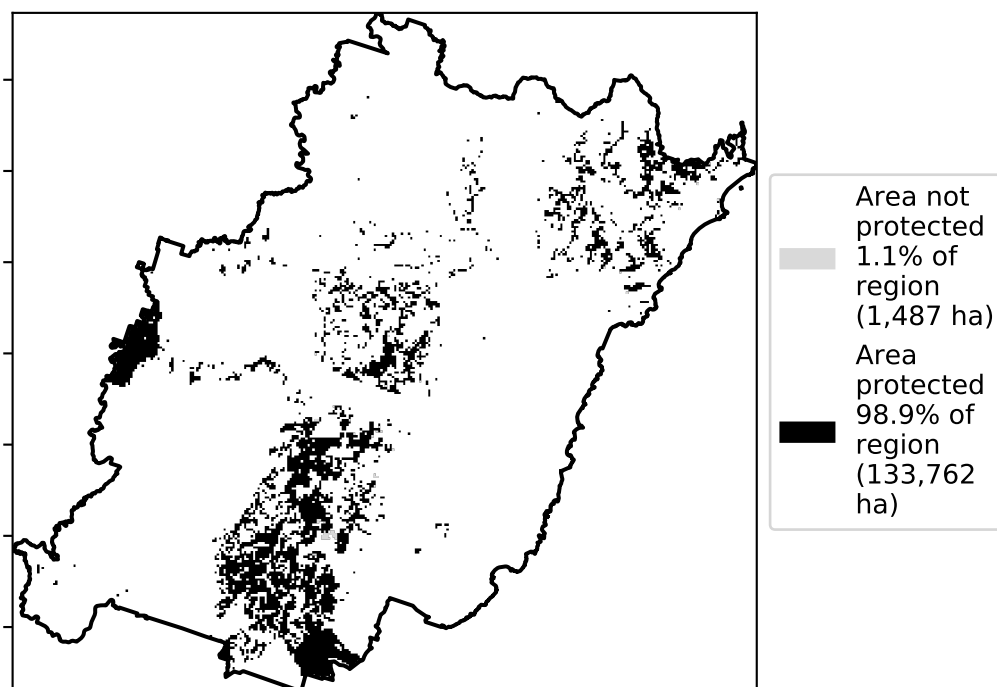 Area not
protected
1.1% of
region
(1,487 ha)
Area
protected
98.9% of
region
(133,762
ha)